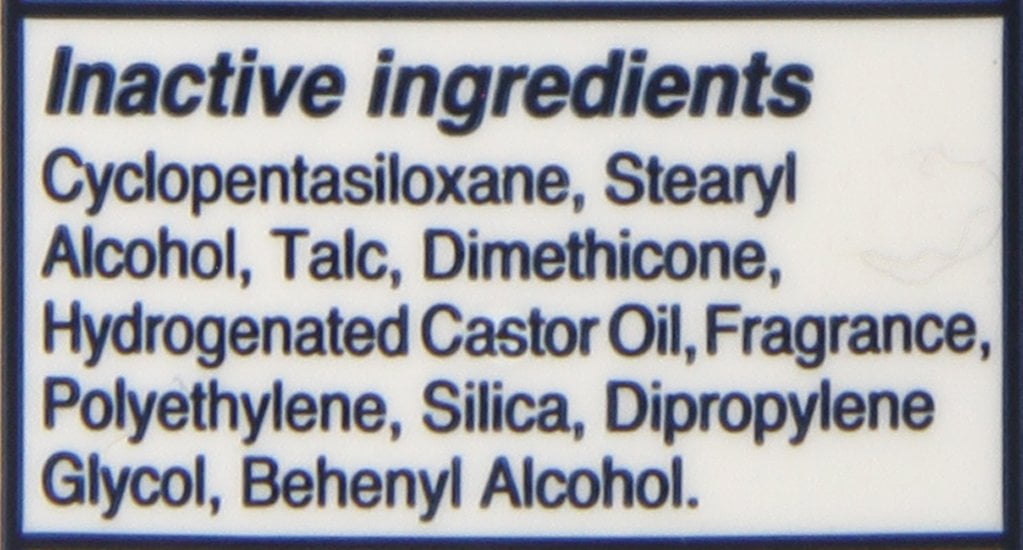 Inactive ingredients
Cyclopentasiloxane, Stearyl
Alcohol, Talc, Dimethicone,
Hydrogenated Castor Oil, Fragrance,
Polyethylene, Silica, Dipropylene
Glycol, Behenyl Alcohol.